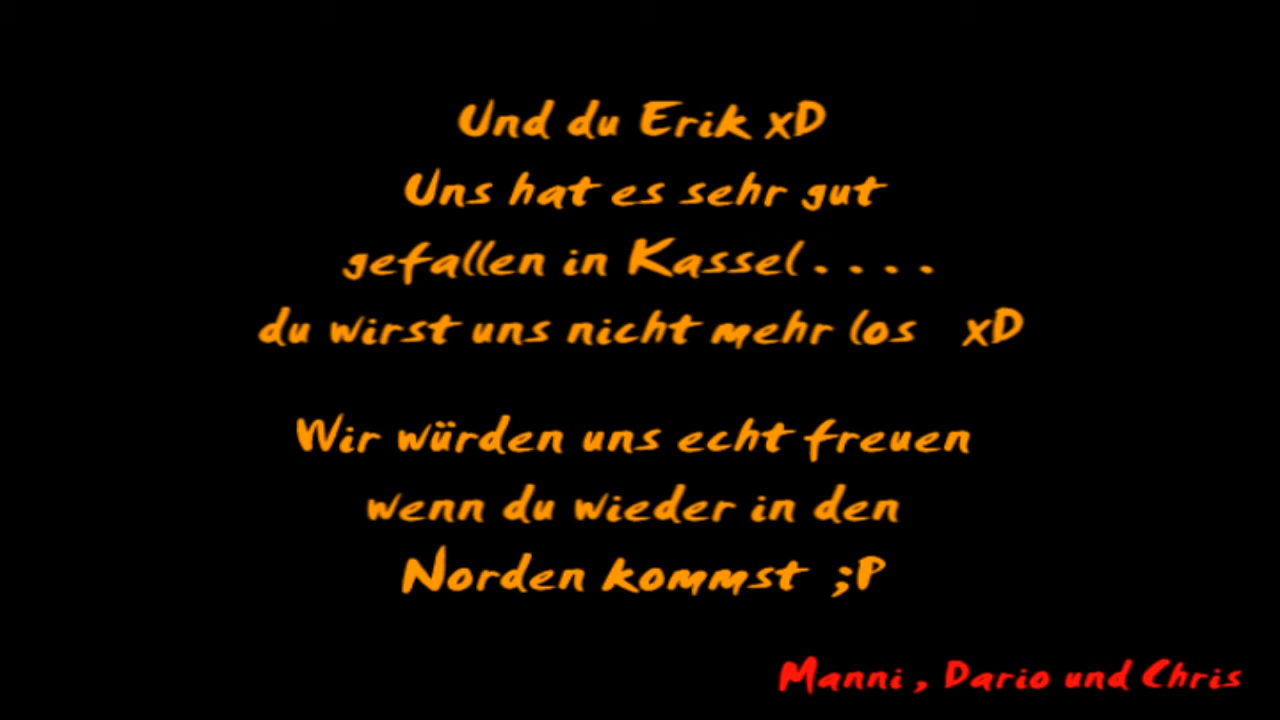 Und du Erik xD
Uns hat es sehr gut
gefallen in Kassel....
du wirst uns nicht mehr los xD
Wir würden uns echt freuen
wenn du wieder in den
Norden kommst ;P
Manni, Dario und Chris